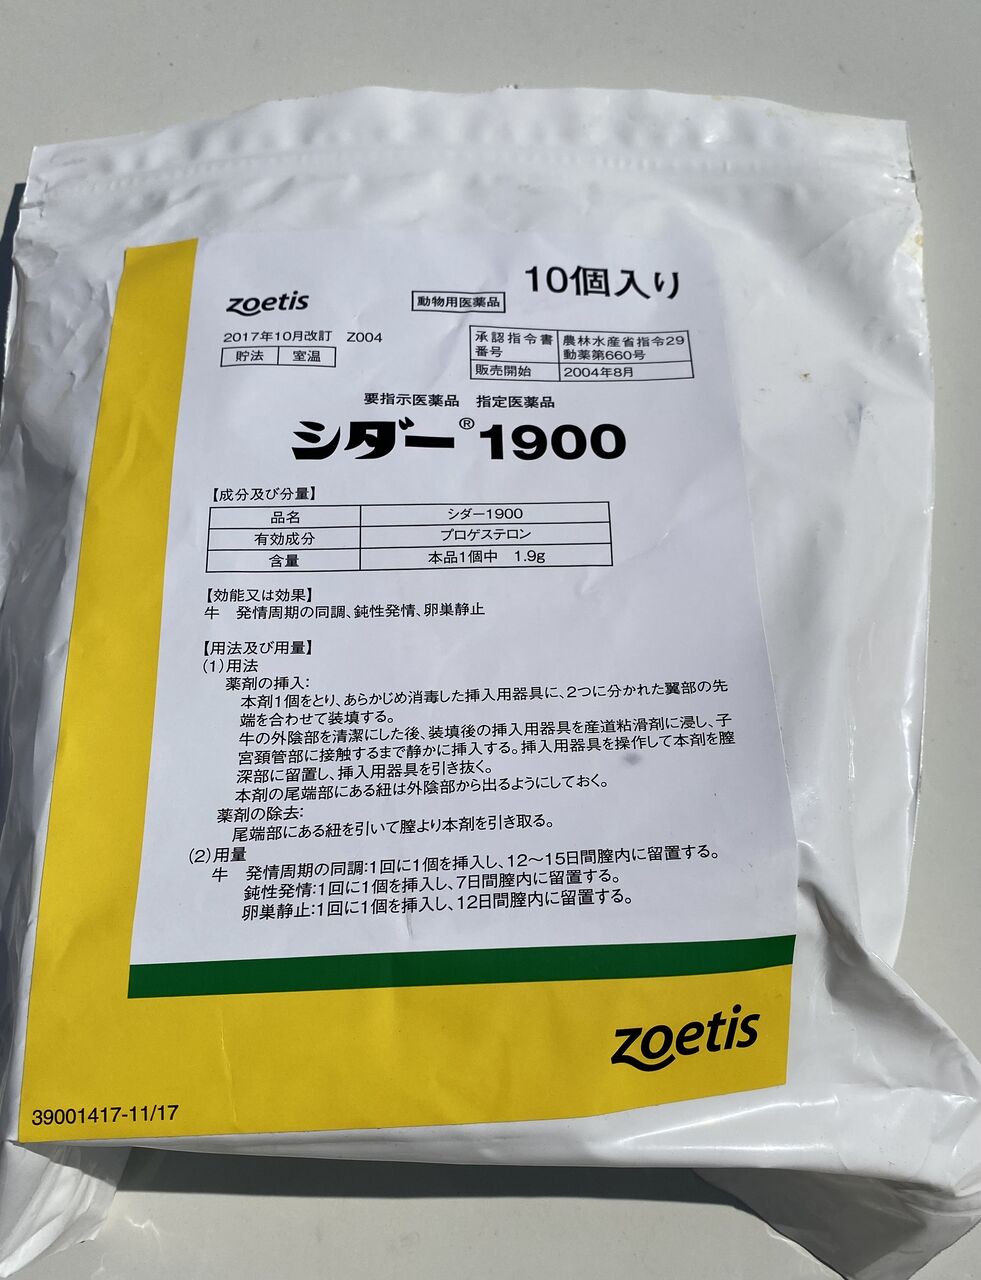 10個入り
zoetis
動物用医薬品
2017年10月改訂 Z004
貯法 室温
承認指令書番号 農林水産省指令29動薬第660号
販売開始 2004年8月
要指示医薬品 指定医薬品
シダー®1900
【成分及び分量】
品名 シダー1900
有効成分 プロゲステロン
含量 本品1個中 1.9g
【効能又は効果】
牛 発情周期の同調、鈍性発情、卵巣静止
【用法及び用量】
(1)用法
薬剤の挿入:
本剤1個をとり、あらかじめ消毒した挿入用器具に、2つに分かれた翼部の先
端を合わせて装填する。
牛の外陰部を清潔にした後、装填後の挿入用器具を産道粘滑剤に浸し、子
宮頚管部に接触するまで静かに挿入する。挿入用器具を操作して本剤を膣
深部に留置し、挿入用器具を引き抜く。
本剤の尾端部にある紐は外陰部から出るようにしておく。
薬剤の除去:
尾端部にある紐を引いて膣より本剤を引き取る。
(2)用量
牛 発情周期の同調:1回に1個を挿入し、12〜15日間膣内に留置する。
鈍性発情:1回に1個を挿入し、7日間膣内に留置する。
卵巣静止:1回に1個を挿入し、12日間膣内に留置する。
zoetis
39001417-11/17